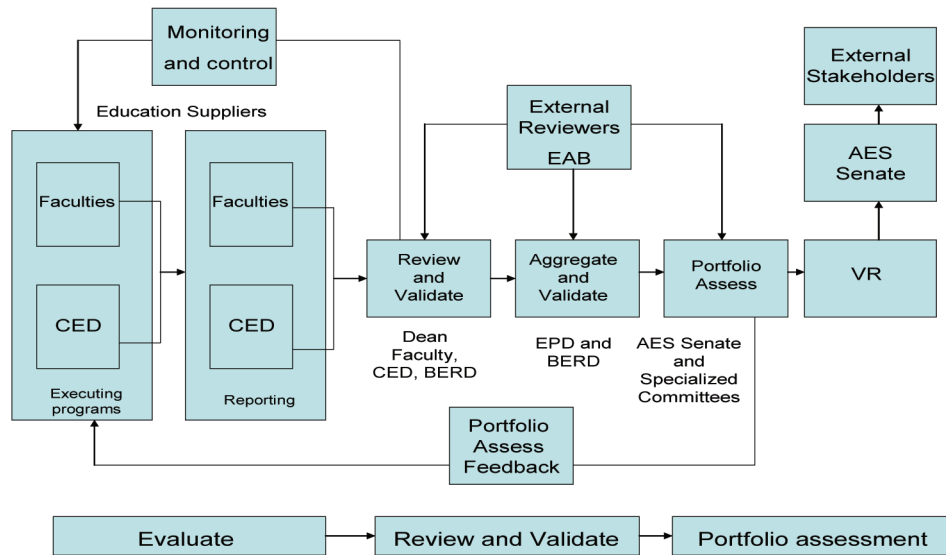 Monitoring
and control
Education Suppliers
Faculties
CED
Executing
programs
Faculties
CED
Reporting
External
Reviewers
EAB
Review
and
Validate
Dean
Faculty,
CED, BERD
Aggregate
and
Validate
EPD and
BERD
Portfolio
Assess
AES Senate
and
Specialized
Committees
VR
AES
Senate
External
Stakeholders
Portfolio
Assess
Feedback
Evaluate
Review and Validate
Portfolio assessment